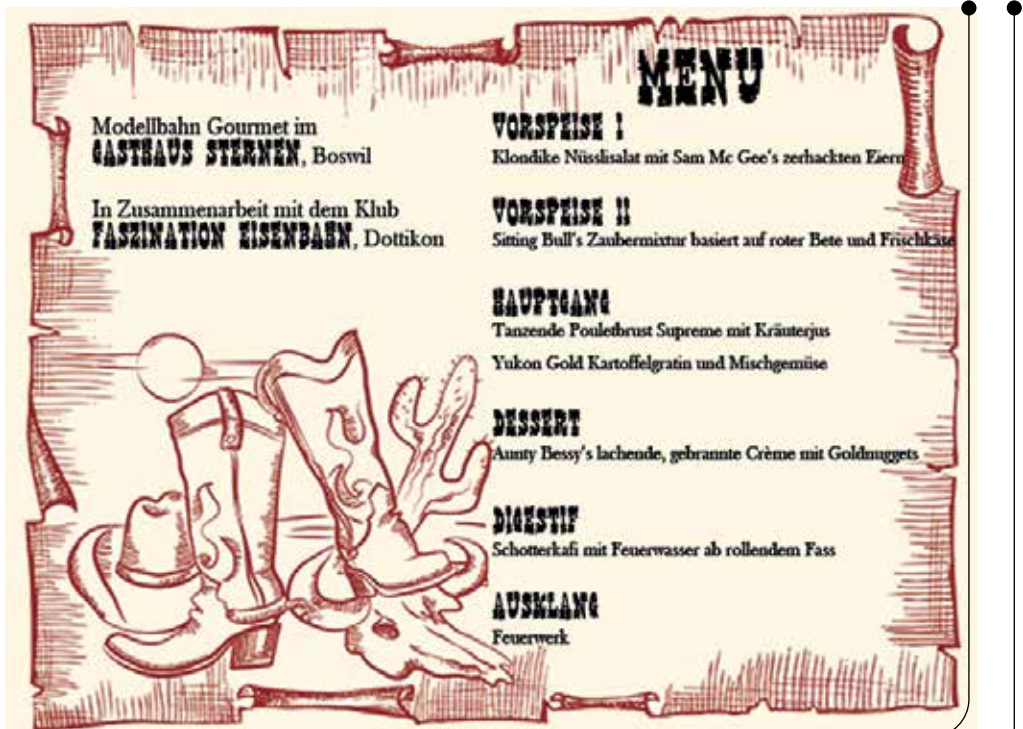 MENU
Modellbahn Gourmet im
GASTHAUS STERNEN, Boswil
In Zusammenarbeit mit dem Klub
FASZINATION EISENBAHN, Dottikon
VORSPEISE I
Klondike Nüsslisalat mit Sam Mc Gee's zerhackten Eiern
VORSPEISE II
Sitting Bull's Zaubermixtur basiert auf roter Bete und Frischkäse
HAUPTGANG
Tanzende Pouletbrust Supreme mit Kräuterjus
Yukon Gold Kartoffelgratin und Mischgemüse
DESSERT
Aunty Bessy's lachende, gebrannte Crème mit Goldnuggets
DIGESTIF
Schotterkafi mit Feuerwasser ab rollendem Fass
AUSKLANG
Feuerwerk